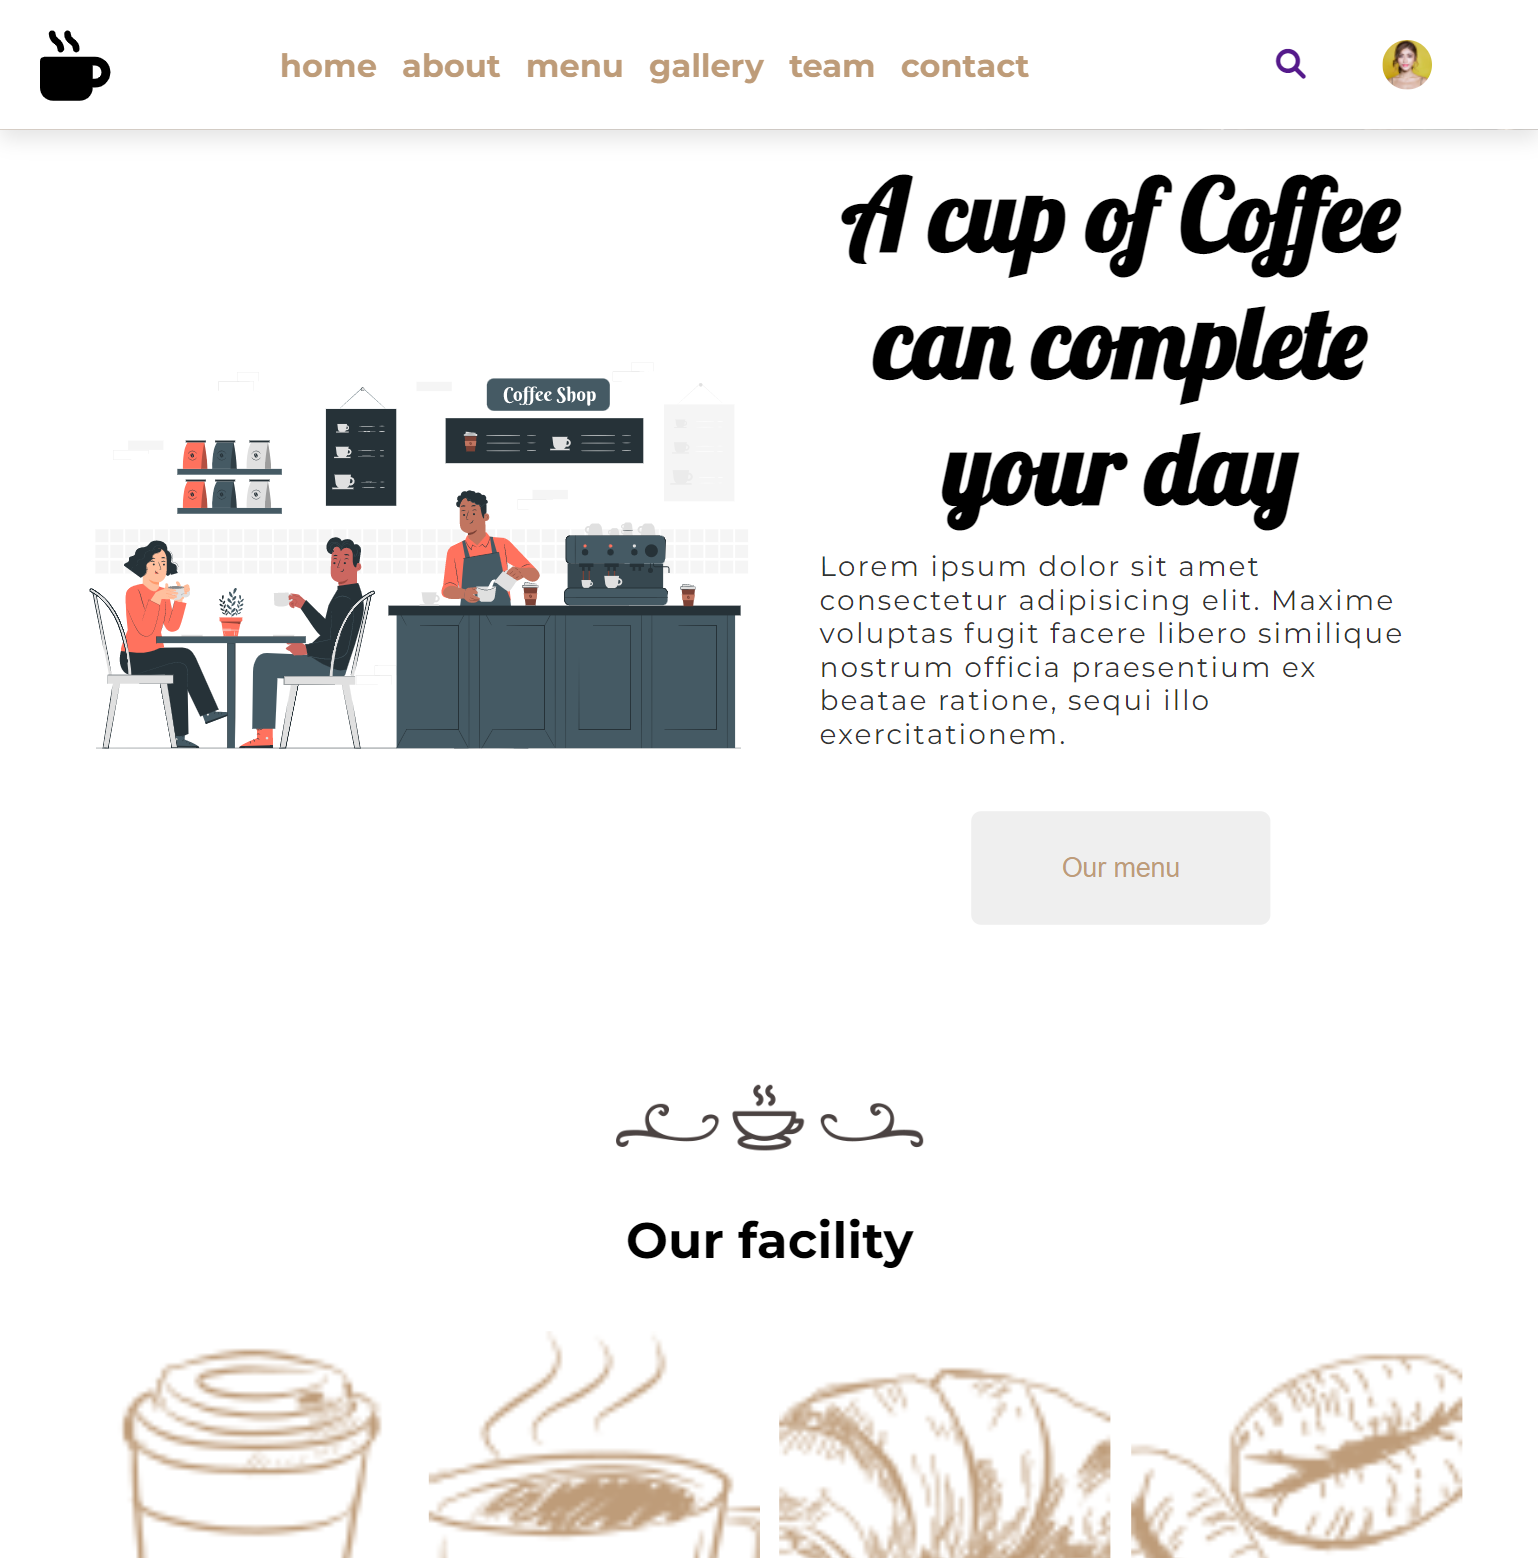 home about menu gallery team contact
A cup of Coffee
can complete
your day
Coffee Shop
Lorem ipsum dolor sit amet
consectetur adipisicing elit. Maxime
voluptas fugit facere libero similique
nostrum officia praesentium ex
beatae ratione, sequi illo
exercitationem.
Our menu
Our facility